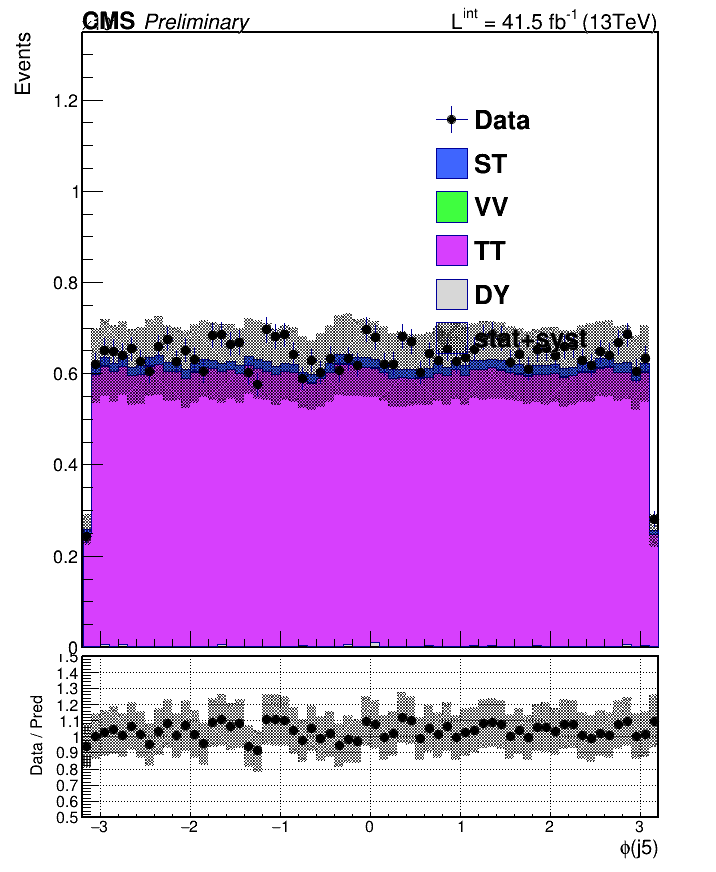 CMS Preliminary
L^int = 41.5 fb^-1 (13TeV)
Events
1.2
1
0.8
0.6
0.4
0.2
0
Data
ST
VV
TT
DY
stat+syst
Data / Pred
1.5
1.4
1.3
1.2
1.1
1
0.9
0.8
0.7
0.6
0.5
−3 −2 −1 0 1 2 3
ϕ(j5)